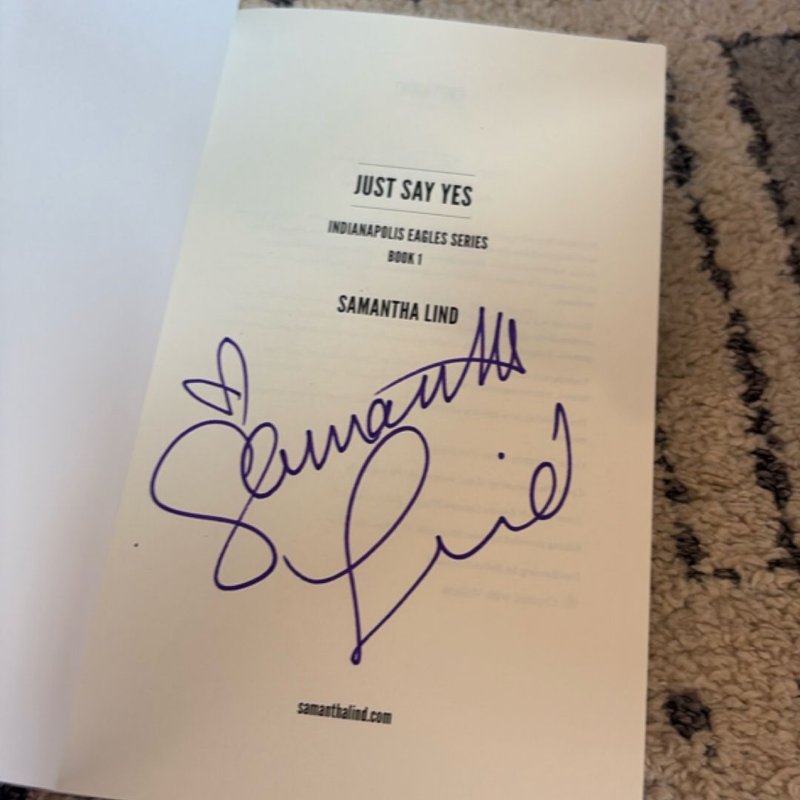 JUST SAY YES
INDIANAPOLIS EAGLES SERIES
BOOK 1
SAMANTHA LIND
Samantha
Lind
samanthalind.com